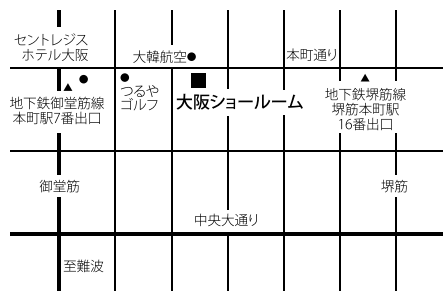 セントレジス
ホテル大阪
大韓航空
本町通り
地下鉄御堂筋線
本町駅7番出口
つるや
ゴルフ
大阪ショールーム
地下鉄堺筋線
堺筋本町駅
16番出口
御堂筋
堺筋
中央大通り
至難波